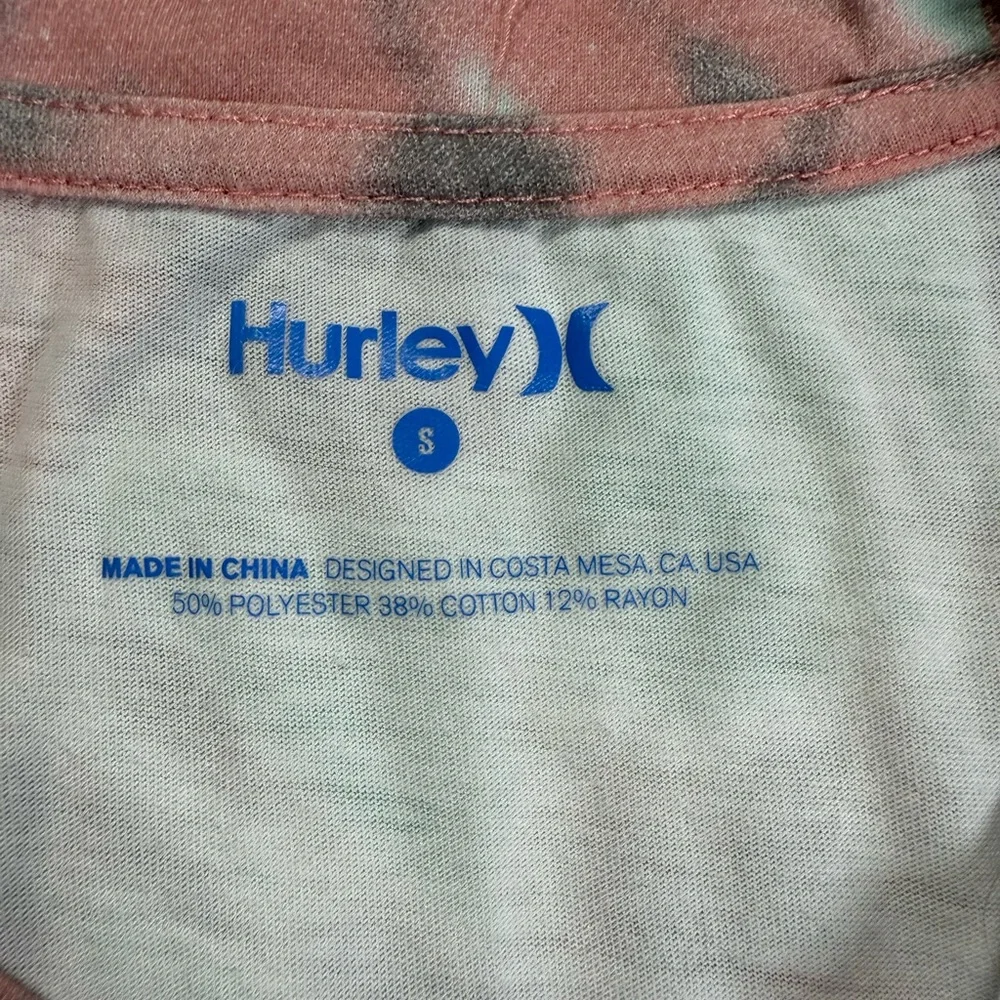 Hurley
S
MADE IN CHINA DESIGNED IN COSTA MESA, CA, USA
50% POLYESTER 38% COTTON 12% RAYON